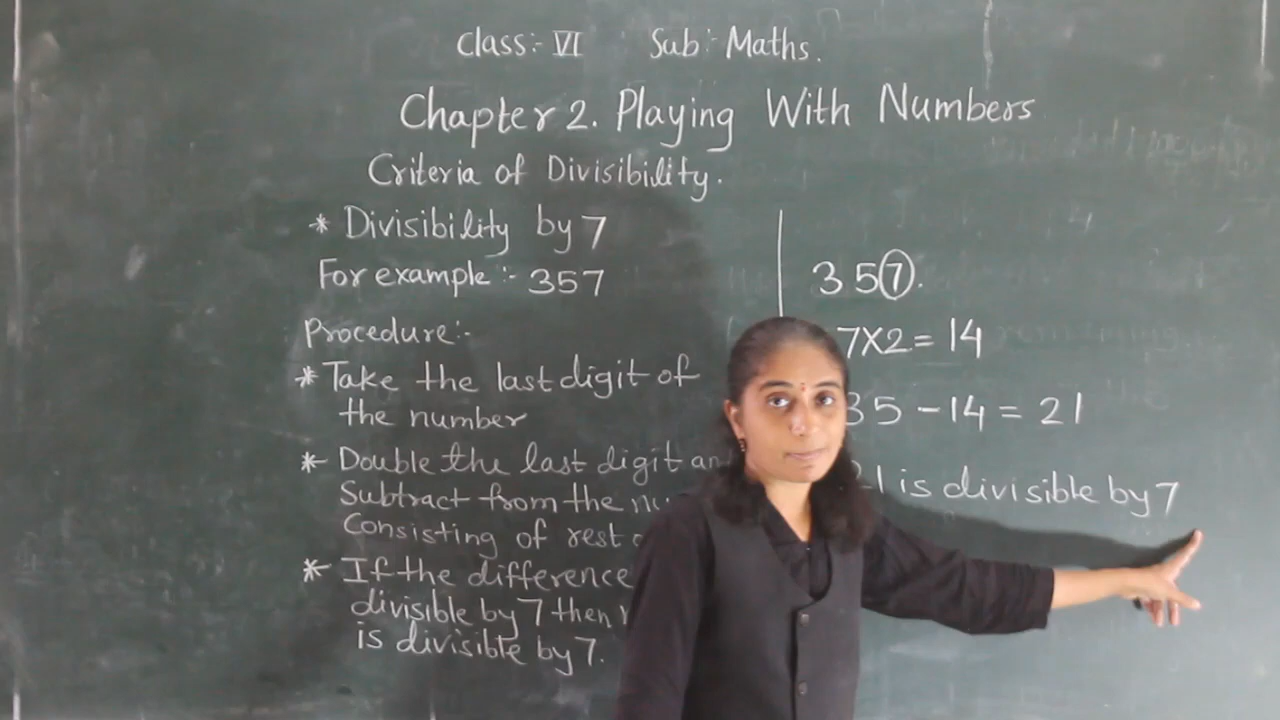 Class:- VI Sub:- Maths.
Chapter 2. Playing With Numbers
Criteria of Divisibility.
* Divisibility by 7
For example:- 357
Procedure:-
* Take the last digit of
the number
* Double the last digit
Subtract from the
Consisting of rest
* If the difference
divisible by 7 then
is divisible by 7.
357.
7X2 = 14
35 - 14 = 21
21 is divisible by 7